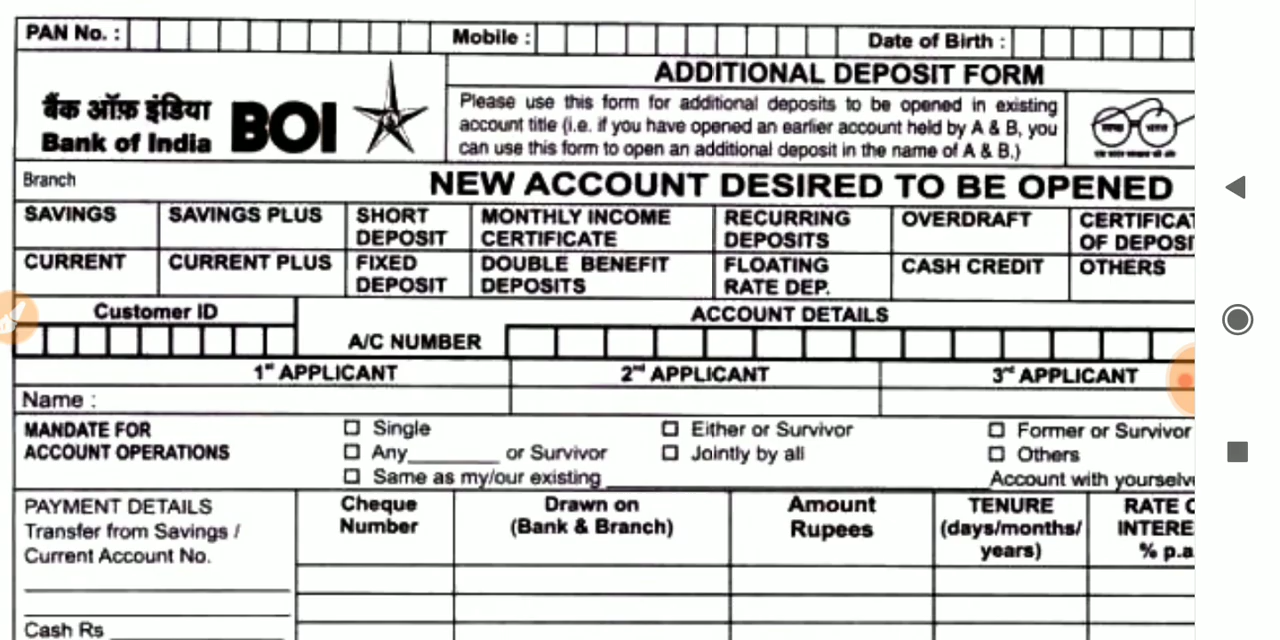 PAN No. : Mobile : Date of Birth :
ADDITIONAL DEPOSIT FORM
बैंक ऑफ़ इंडिया
Bank of India BOI
Please use this form for additional deposits to be opened in existing
account title (i.e. if you have opened an earlier account held by A & B, you
can use this form to open an additional deposit in the name of A & B.)
Branch NEW ACCOUNT DESIRED TO BE OPENED
SAVINGS SAVINGS PLUS SHORT DEPOSIT MONTHLY INCOME CERTIFICATE RECURRING DEPOSITS OVERDRAFT CERTIFICAT OF DEPOSI
CURRENT CURRENT PLUS FIXED DEPOSIT DOUBLE BENEFIT DEPOSITS FLOATING RATE DEP. CASH CREDIT OTHERS
Customer ID ACCOUNT DETAILS
A/C NUMBER
1st APPLICANT 2nd APPLICANT 3rd APPLICANT
Name :
MANDATE FOR ACCOUNT OPERATIONS
Single Either or Survivor Former or Survivor
Any________ or Survivor Jointly by all Others
Same as my/our existing ________ Account with yourselv
PAYMENT DETAILS
Transfer from Savings /
Current Account No.
Cheque Number Drawn on (Bank & Branch) Amount Rupees TENURE (days/months/ years) RATE O INTERE % p.a
Cash Rs ________